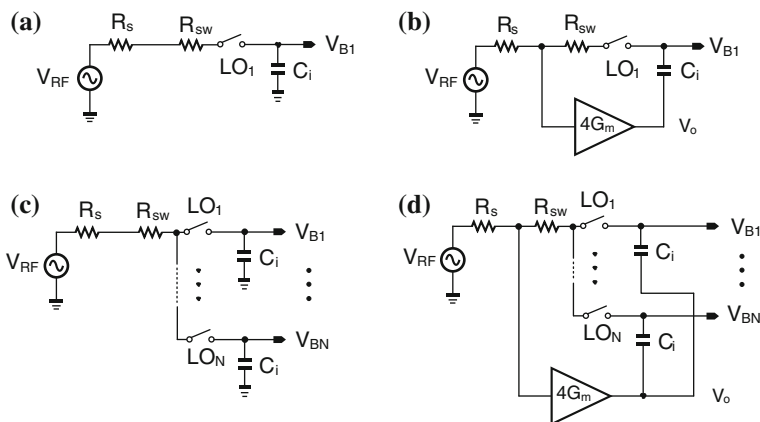 (a)
Rs
Rsw
LO1
VB1
VRF
Ci
(b)
Rs
Rsw
LO1
VB1
VRF
Ci
4Gm
Vo
(c)
Rs
Rsw
LO1
VB1
VRF
Ci
LON
VBN
Ci
(d)
Rs
Rsw
LO1
VB1
VRF
Ci
LON
VBN
Ci
4Gm
Vo